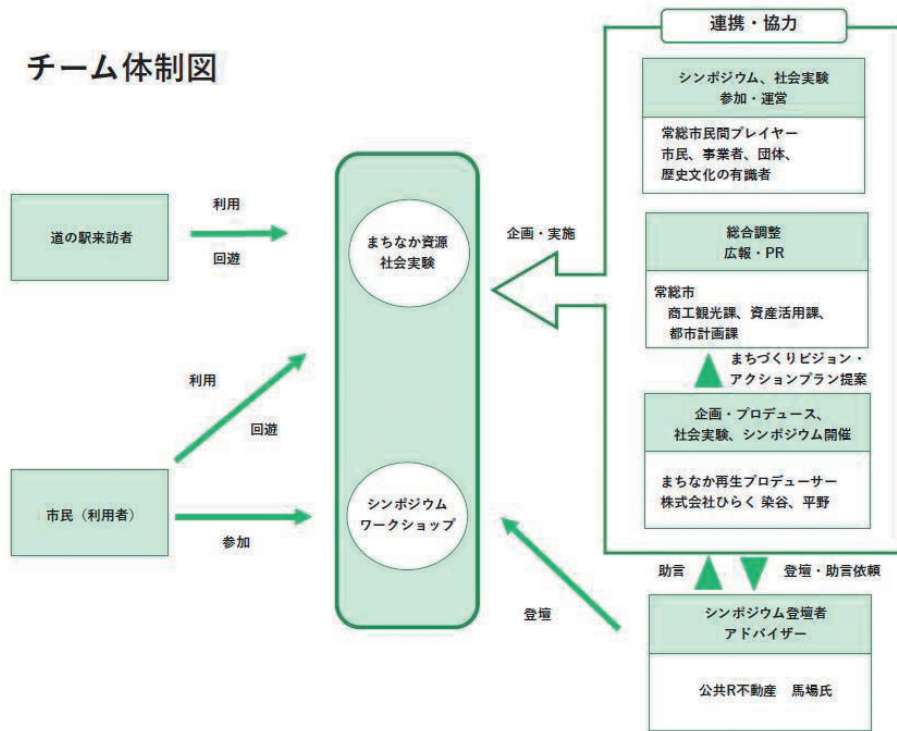 チーム体制図
連携・協力
シンポジウム、社会実験
参加・運営
常総市民間プレイヤー
市民、事業者、団体、
歴史文化の有識者
道の駅来訪者
利用
回遊
まちなか資源
社会実験
企画・実施
総合調整
広報・PR
常総市
商工観光課、資産活用課、
都市計画課
まちづくりビジョン・
アクションプラン提案
利用
回遊
企画・プロデュース、
社会実験、シンポジウム開催
まちなか再生プロデューサー
株式会社ひらく 染谷、平野
市民（利用者）
参加
シンポジウム
ワークショップ
登壇
助言
登壇・助言依頼
シンポジウム登壇者
アドバイザー
公共R不動産　馬場氏